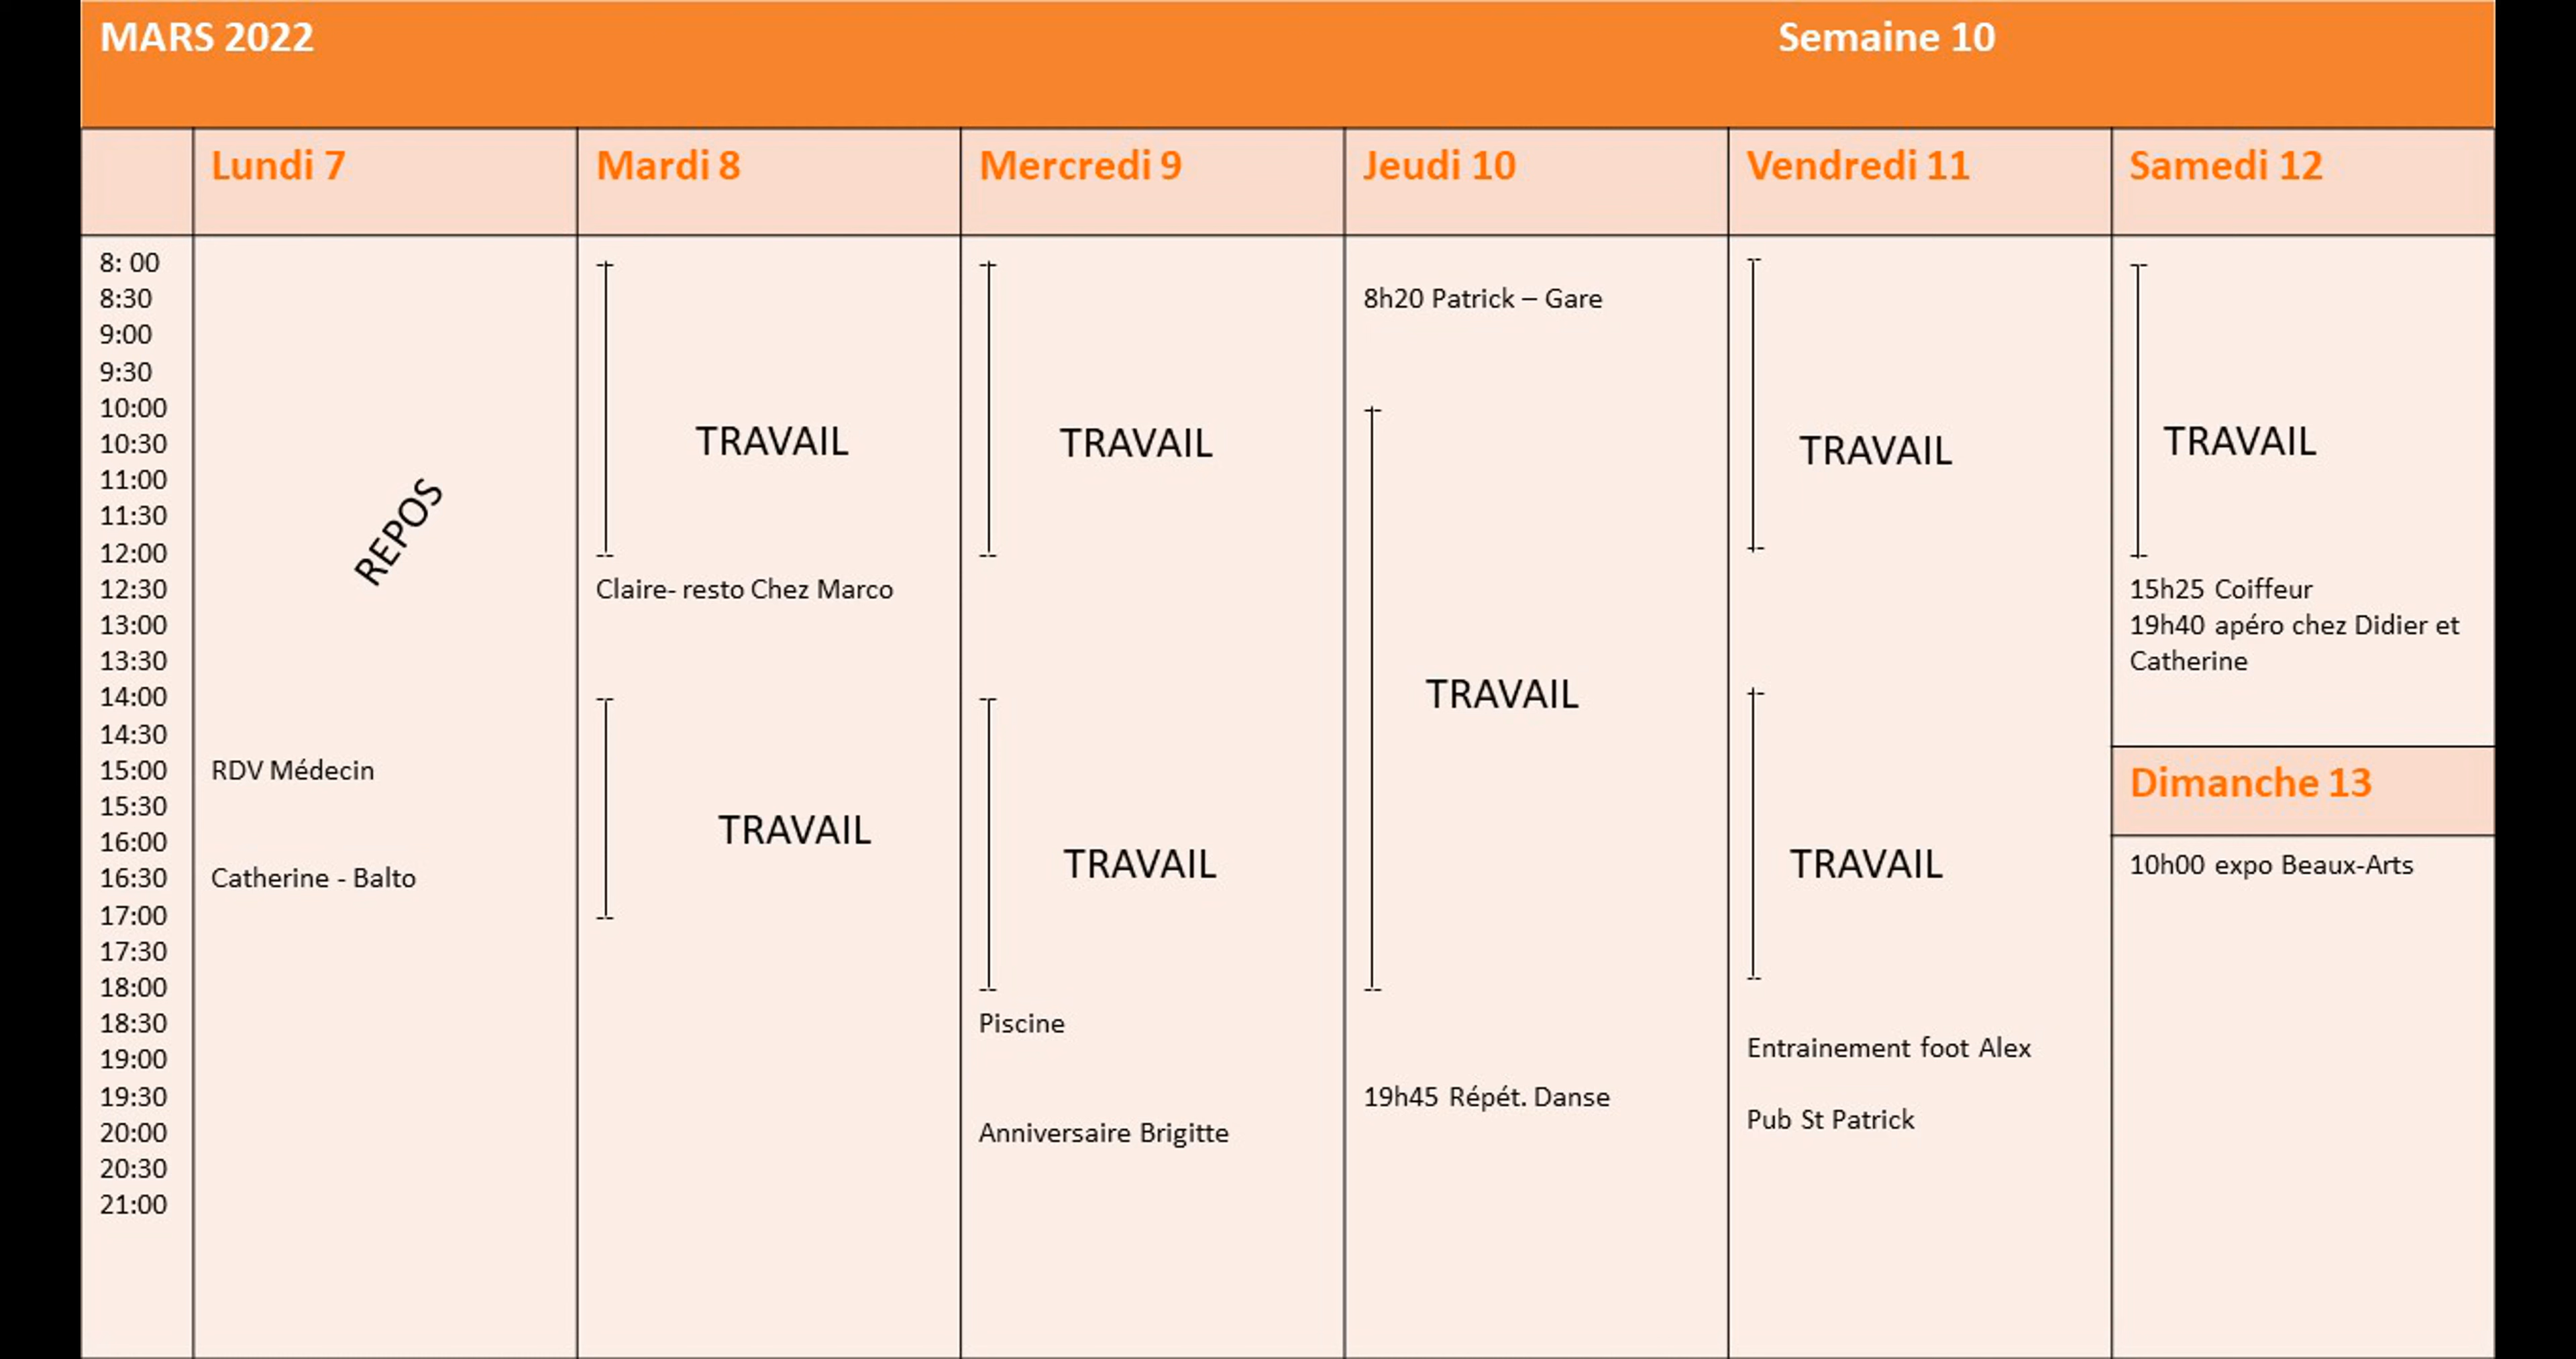 MARS 2022 Semaine 10
Lundi 7 Mardi 8 Mercredi 9 Jeudi 10 Vendredi 11 Samedi 12
8: 00
8:30
9:00
9:30
10:00
10:30
11:00
11:30
12:00
12:30
13:00
13:30
14:00
14:30
15:00
15:30
16:00
16:30
17:00
17:30
18:00
18:30
19:00
19:30
20:00
20:30
21:00
REPOS
RDV Médecin
Catherine - Balto
TRAVAIL
Claire- resto Chez Marco
TRAVAIL
TRAVAIL
TRAVAIL
Piscine
Anniversaire Brigitte
8h20 Patrick – Gare
TRAVAIL
19h45 Répét. Danse
TRAVAIL
TRAVAIL
Entrainement foot Alex
Pub St Patrick
TRAVAIL
15h25 Coiffeur
19h40 apéro chez Didier et
Catherine
Dimanche 13
10h00 expo Beaux-Arts